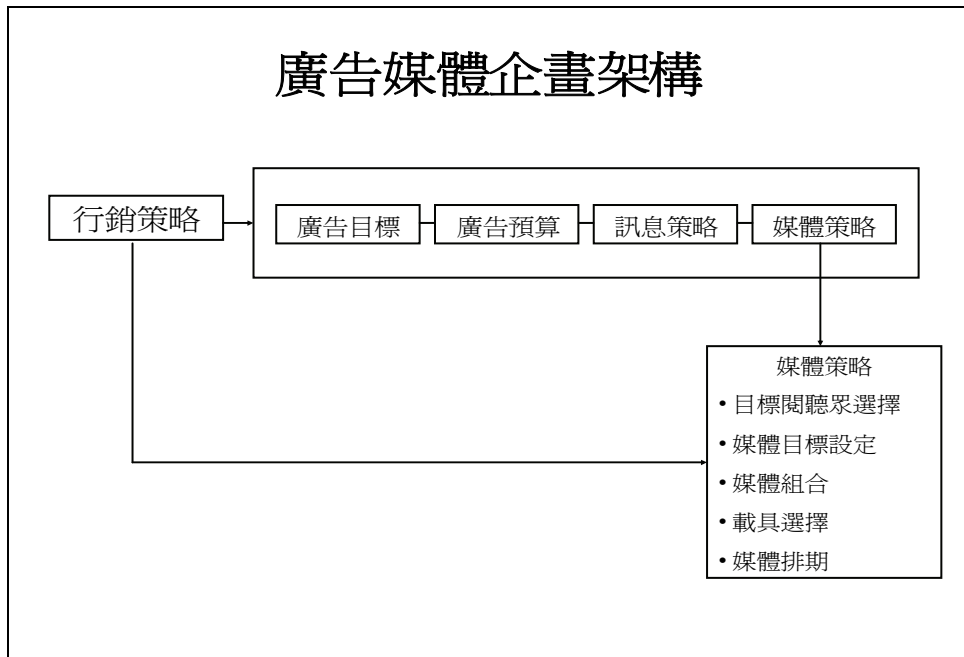 廣告媒體企畫架構
行銷策略
廣告目標
廣告預算
訊息策略
媒體策略
媒體策略
•目標閱聽眾選擇
•媒體目標設定
•媒體組合
•載具選擇
•媒體排期